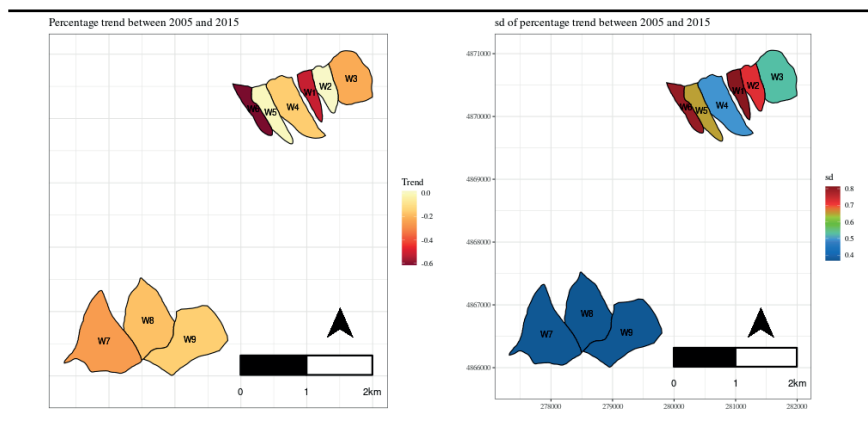 Percentage trend between 2005 and 2015
W3
W2
W1
W4
W5
W6
Trend
0.0
-0.2
-0.4
-0.6
W8
W7
W9
0
1
2km
sd of percentage trend between 2005 and 2015
4871000
4870000
4869000
4868000
4867000
4866000
W3
W2
W1
W4
W5
W6
sd
0.8
0.7
0.6
0.5
0.4
W8
W7
W9
0
1
2km
278000
279000
280000
281000
282000